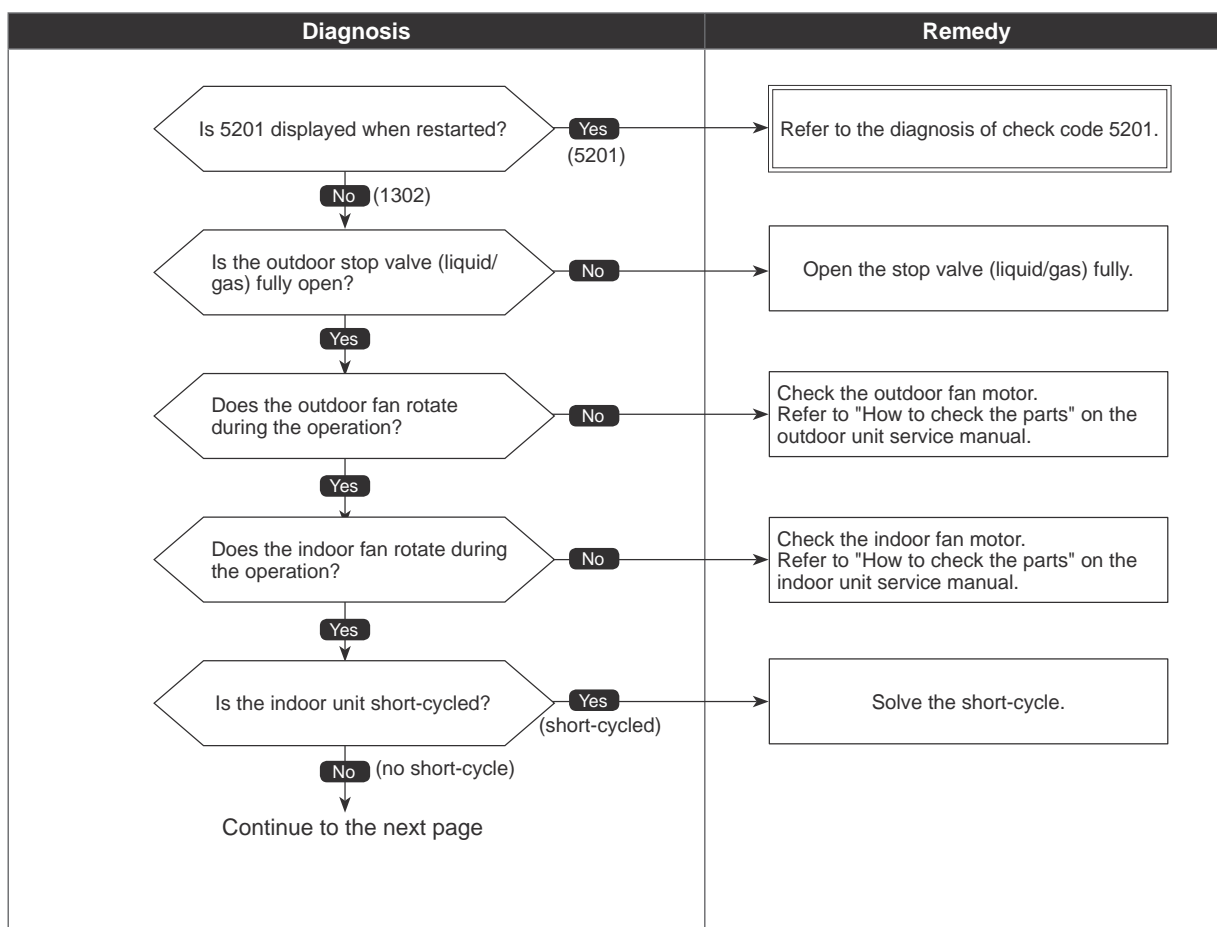 Diagnosis
Remedy
Is 5201 displayed when restarted?
Yes
(5201)
Refer to the diagnosis of check code 5201.
No (1302)
Is the outdoor stop valve (liquid/
gas) fully open?
No
Open the stop valve (liquid/gas) fully.
Yes
Does the outdoor fan rotate
during the operation?
No
Check the outdoor fan motor.
Refer to "How to check the parts" on the
outdoor unit service manual.
Yes
Does the indoor fan rotate during
the operation?
No
Check the indoor fan motor.
Refer to "How to check the parts" on the
indoor unit service manual.
Yes
Is the indoor unit short-cycled?
Yes
(short-cycled)
Solve the short-cycle.
No (no short-cycle)
Continue to the next page